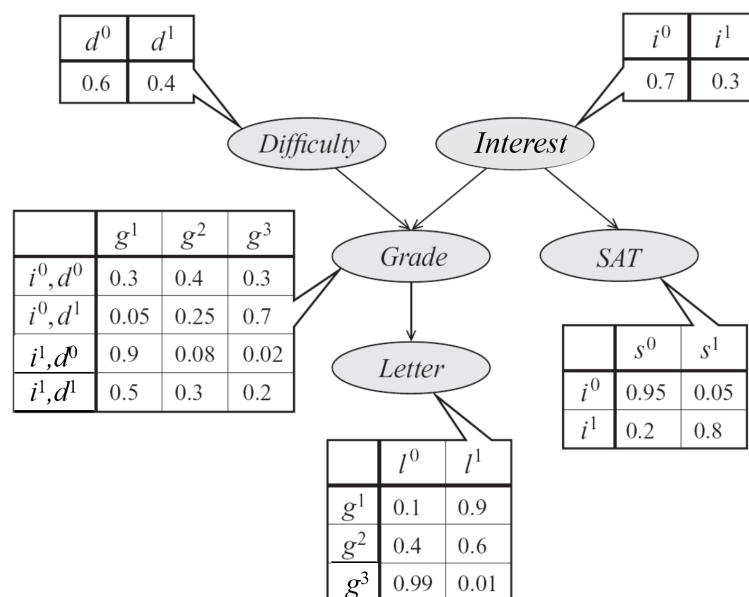 d⁰ d¹
0.6 0.4
i⁰ i¹
0.7 0.3
Difficulty
Interest
g¹ g² g³
i⁰,d⁰ 0.3 0.4 0.3
i⁰,d¹ 0.05 0.25 0.7
i¹,d⁰ 0.9 0.08 0.02
i¹,d¹ 0.5 0.3 0.2
Grade
SAT
s⁰ s¹
i⁰ 0.95 0.05
i¹ 0.2 0.8
Letter
l⁰ l¹
g¹ 0.1 0.9
g² 0.4 0.6
g³ 0.99 0.01